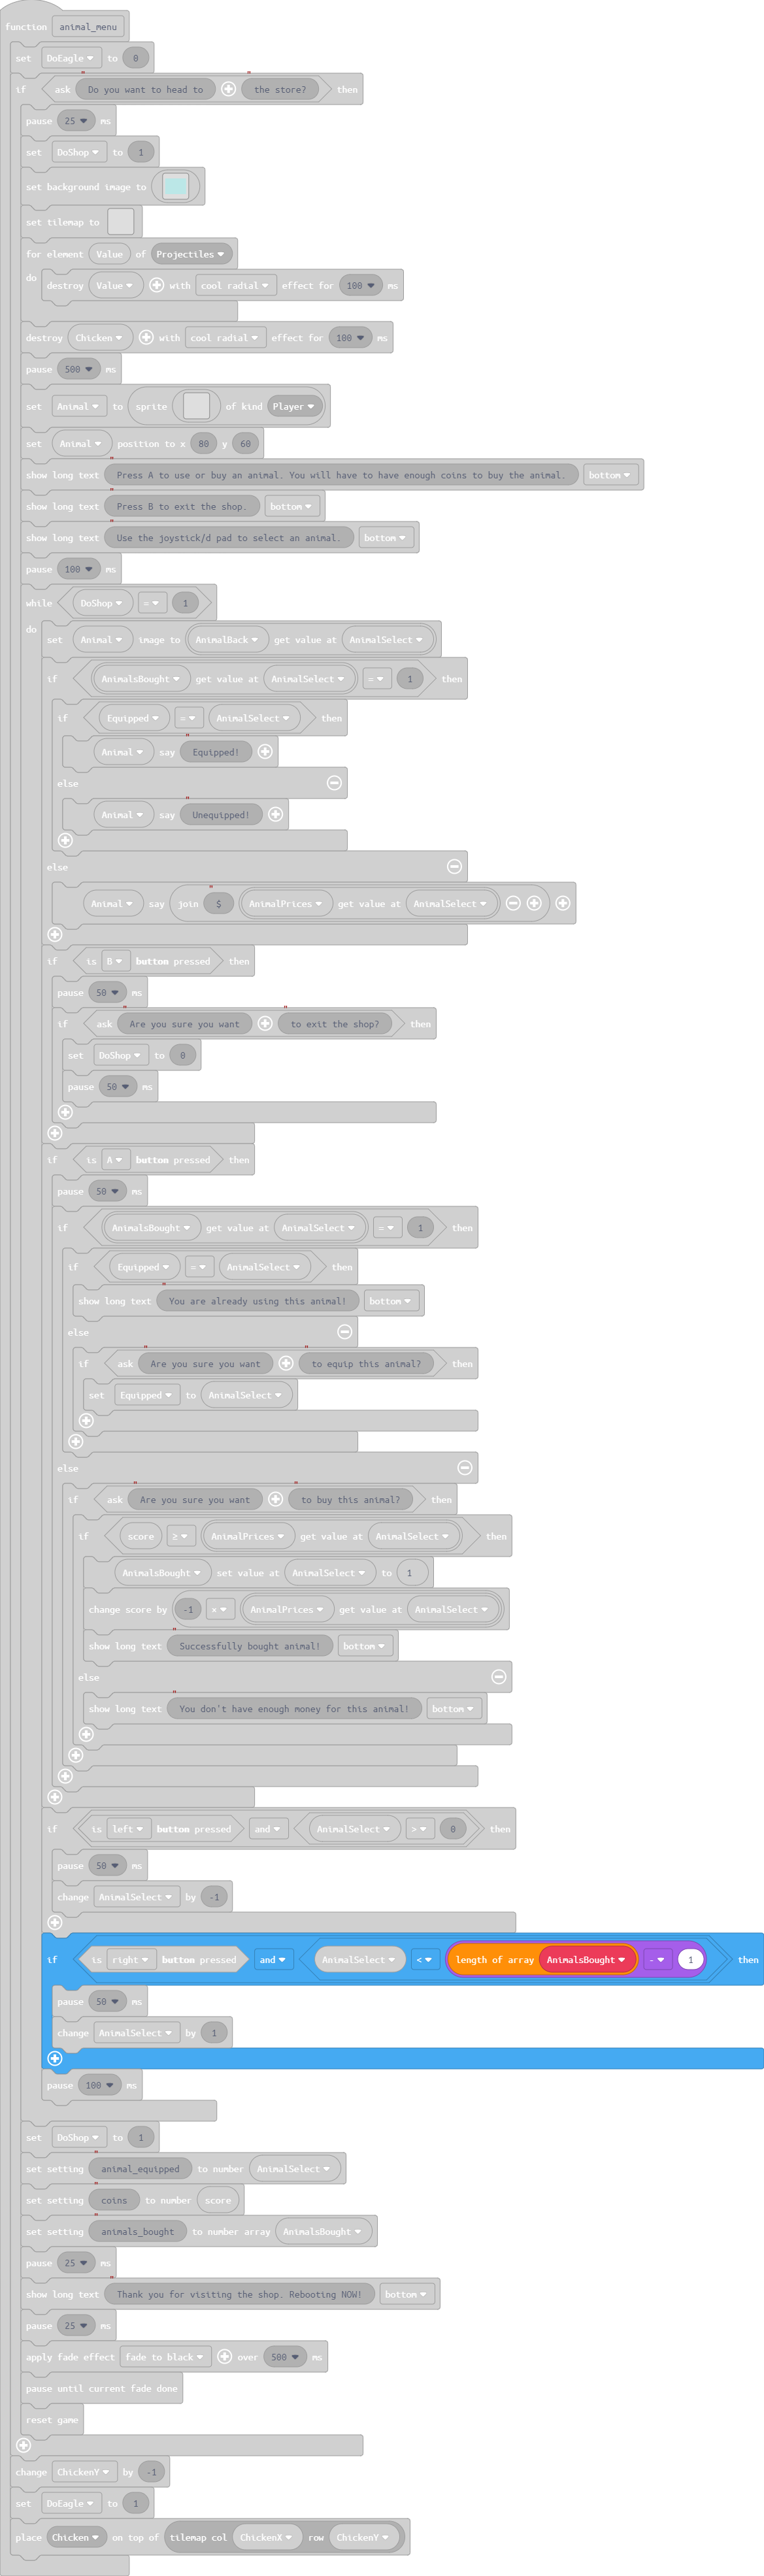 function animal_menu
set DoEagle to 0
if ask " Do you want to head to " the store? then
pause 25 ms
set DoShop to 1
set background image to
set tilemap to
for element Value of Projectiles
do destroy Value with cool radial effect for 100 ms
destroy Chicken with cool radial effect for 100 ms
pause 500 ms
set Animal to sprite of kind Player
set Animal position to x 80 y 60
show long text " Press A to use or buy an animal. You will have to have enough coins to buy the animal. bottom
show long text " Press B to exit the shop. bottom
show long text " Use the joystick/d pad to select an animal. bottom
pause 100 ms
while DoShop = 1
do set Animal image to AnimalBack get value at AnimalSelect
if AnimalsBought get value at AnimalSelect = 1 then
if Equipped = AnimalSelect then
Animal say " Equipped!
else
Animal say " Unequipped!
else
Animal say join " $ AnimalPrices get value at AnimalSelect
if is B button pressed then
pause 50 ms
if ask " Are you sure you want " to exit the shop? then
set DoShop to 0
pause 50 ms
if is A button pressed then
pause 50 ms
if AnimalsBought get value at AnimalSelect = 1 then
if Equipped = AnimalSelect then
show long text " You are already using this animal! bottom
else
if ask " Are you sure you want " to equip this animal? then
set Equipped to AnimalSelect
else
if ask " Are you sure you want " to buy this animal? then
if score ≥ AnimalPrices get value at AnimalSelect then
AnimalsBought set value at AnimalSelect to 1
change score by -1 × AnimalPrices get value at AnimalSelect
show long text " Successfully bought animal! bottom
else
show long text " You don't have enough money for this animal! bottom
if is left button pressed and AnimalSelect > 0 then
pause 50 ms
change AnimalSelect by -1
if is right button pressed and AnimalSelect < length of array AnimalsBought - 1 then
pause 50 ms
change AnimalSelect by 1
pause 100 ms
set DoShop to 1
set setting " animal_equipped to number AnimalSelect
set setting " coins to number score
set setting " animals_bought to number array AnimalsBought
pause 25 ms
show long text " Thank you for visiting the shop. Rebooting NOW! bottom
pause 25 ms
apply fade effect fade to black over 500 ms
pause until current fade done
reset game
change ChickenY by -1
set DoEagle to 1
place Chicken on top of tilemap col ChickenX row ChickenY